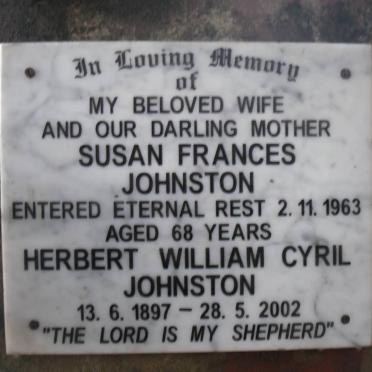 In Loving Memory
of
MY BELOVED WIFE
AND OUR DARLING MOTHER
SUSAN FRANCES
JOHNSTON
ENTERED ETERNAL REST 2.11.1963
AGED 68 YEARS
HERBERT WILLIAM CYRIL
JOHNSTON
13.6.1897 – 28.5.2002
"THE LORD IS MY SHEPHERD"